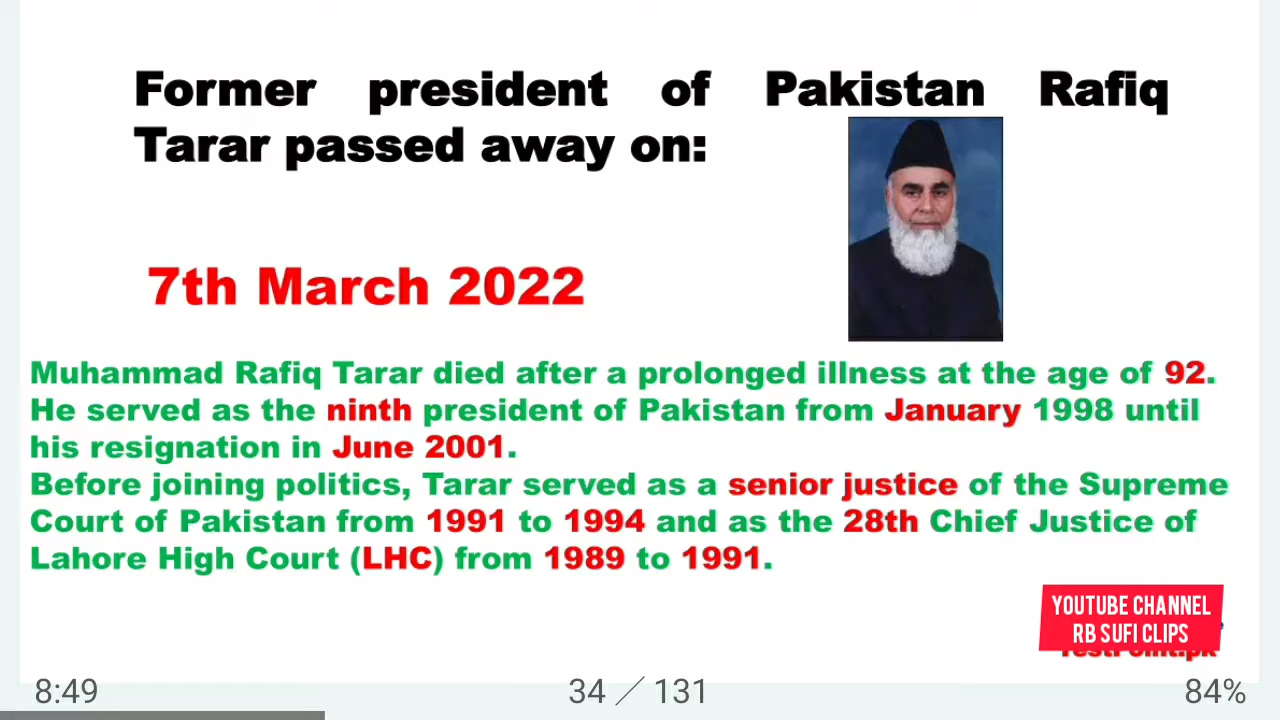 Former president of Pakistan Rafiq
Tarar passed away on:
7th March 2022
Muhammad Rafiq Tarar died after a prolonged illness at the age of 92.
He served as the ninth president of Pakistan from January 1998 until
his resignation in June 2001.
Before joining politics, Tarar served as a senior justice of the Supreme
Court of Pakistan from 1991 to 1994 and as the 28th Chief Justice of
Lahore High Court (LHC) from 1989 to 1991.
YOUTUBE CHANNEL
RB SUFI CLIPS
8:49
34 / 131
84%